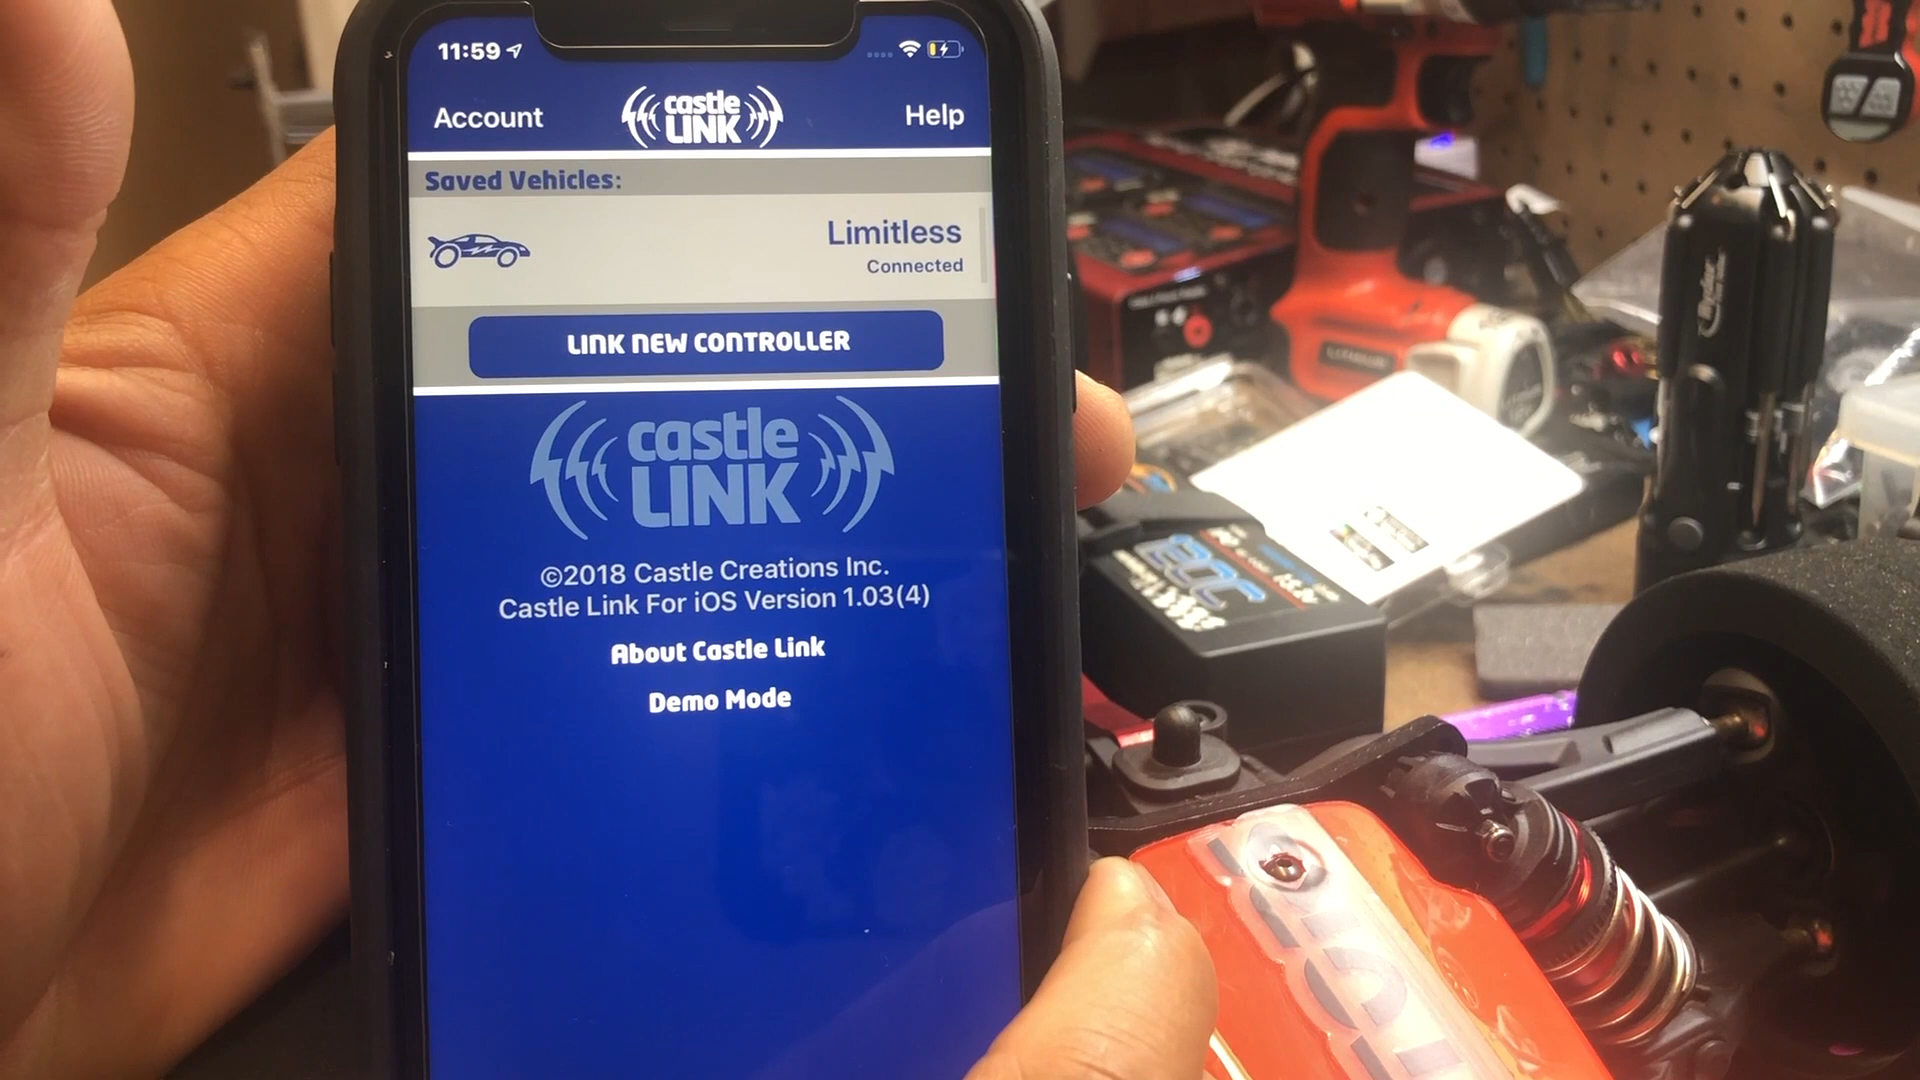 11:59
Account
castle
LINK
Help
Saved Vehicles:
Limitless
Connected
LINK NEW CONTROLLER
castle
LINK
©2018 Castle Creations Inc.
Castle Link For iOS Version 1.03(4)
About Castle Link
Demo Mode